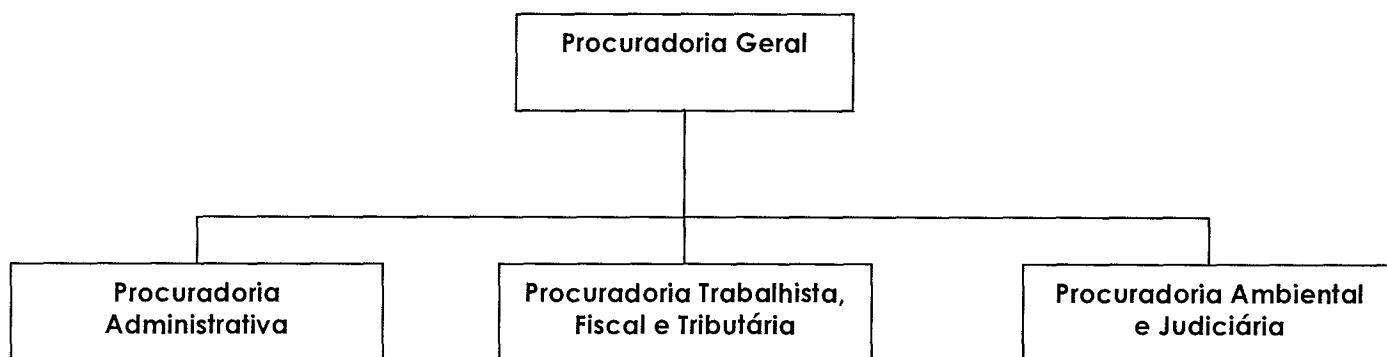 Procuradoria Geral
Procuradoria
Administrativa
Procuradoria Trabalhista,
Fiscal e Tributária
Procuradoria Ambiental
e Judiciária